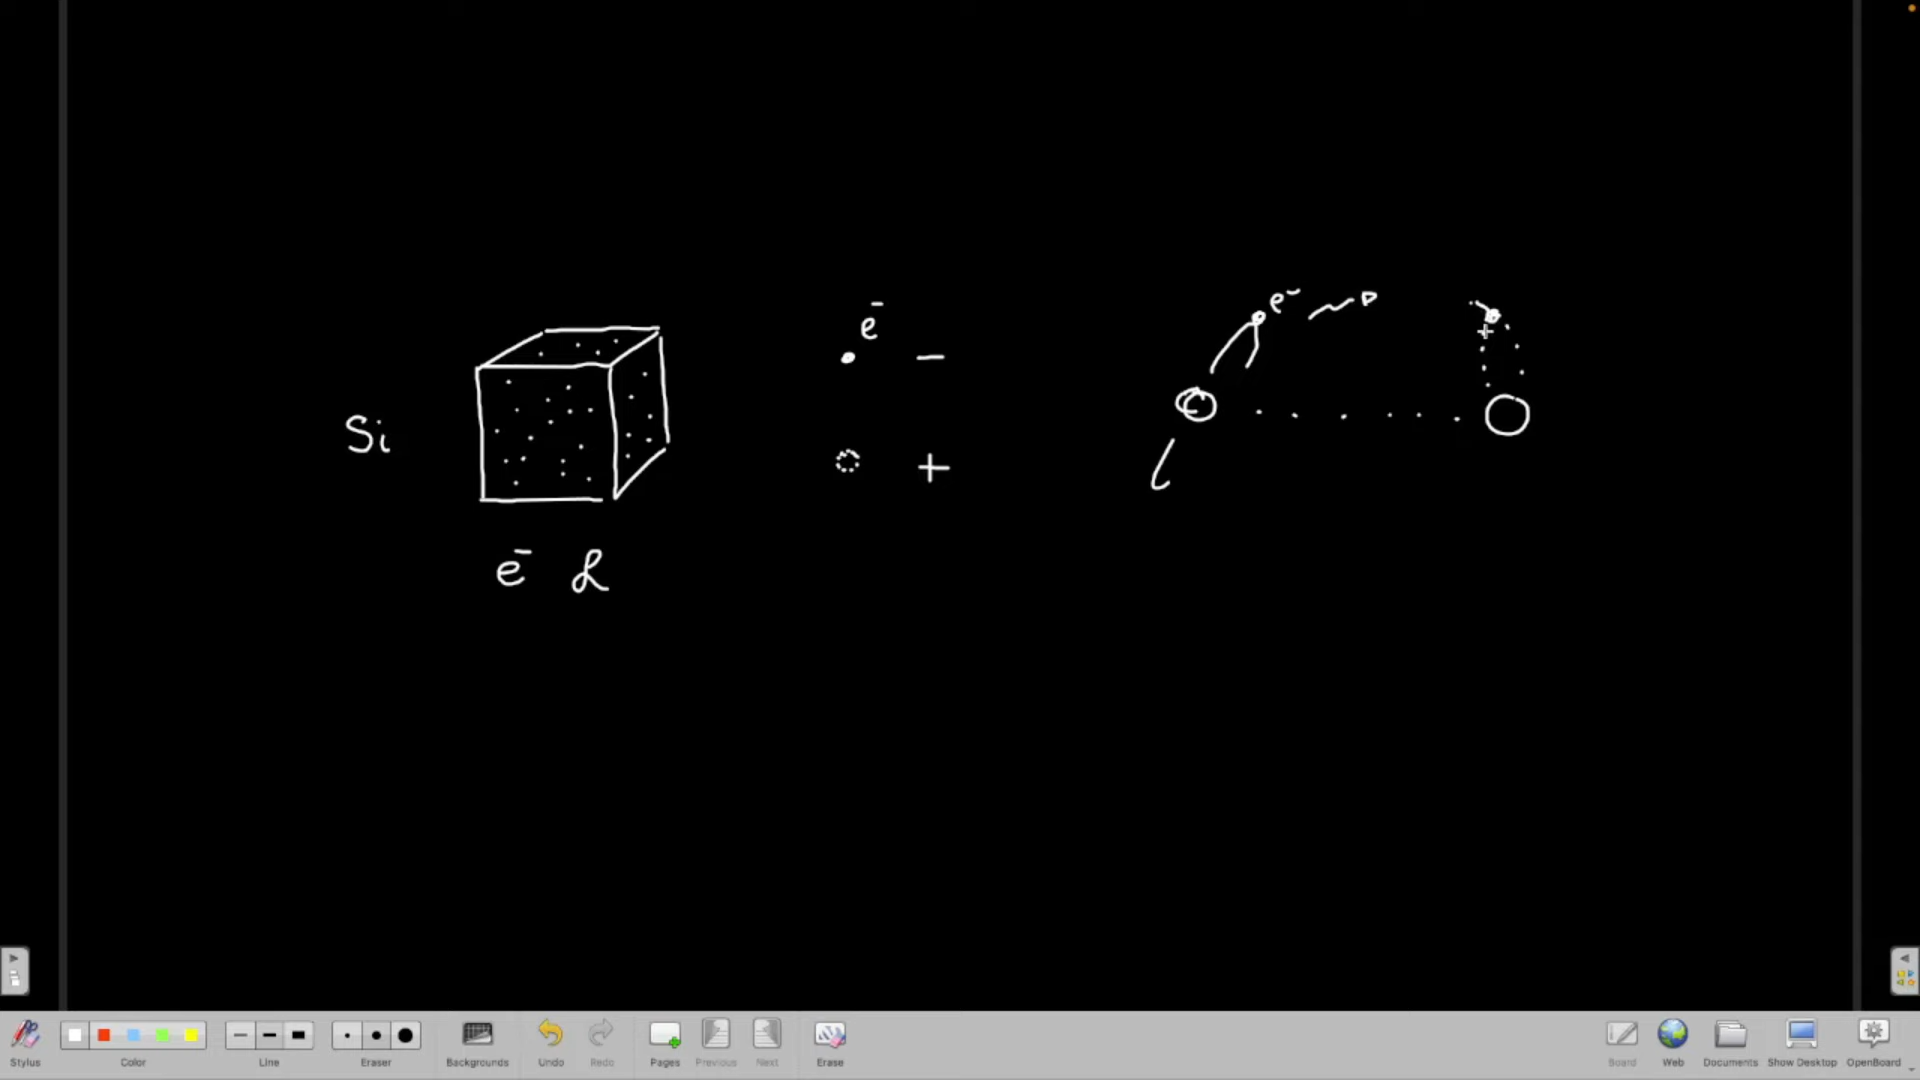 e⁻
e⁻ −
Si
+
e⁻
Stylus
Color
Line
Eraser
Backgrounds
Undo
Redo
Pages
Previous
Next
Erase
Board
Web
Documents
Show Desktop
OpenBoard